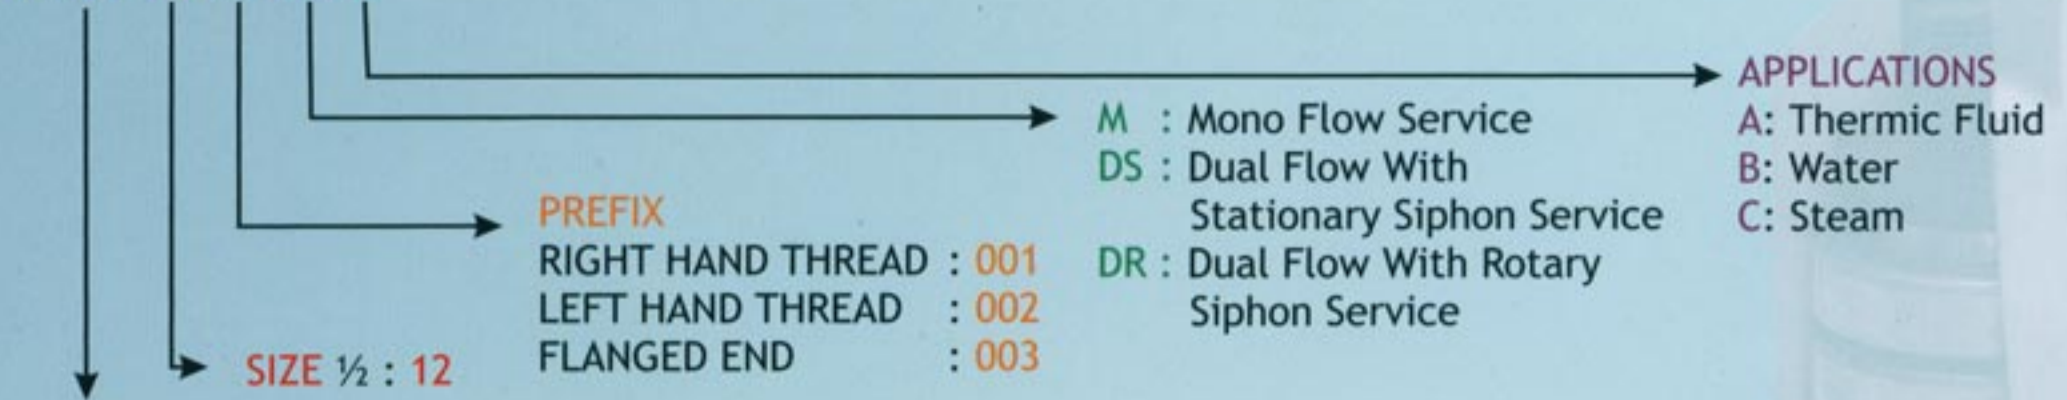 APPLICATIONS
A: Thermic Fluid
B: Water
C: Steam
M : Mono Flow Service
DS : Dual Flow With
Stationary Siphon Service
DR : Dual Flow With Rotary
Siphon Service
PREFIX
RIGHT HAND THREAD : 001
LEFT HAND THREAD : 002
FLANGED END : 003
SIZE ½ : 12